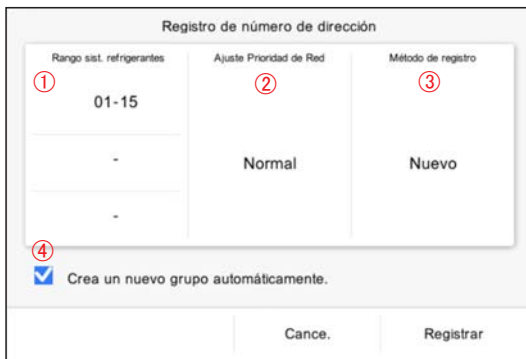 Registro de número de dirección
Rango sist. refrigerantes Ajuste Prioridad de Red Método de registro
① ② ③
01-15
-
Normal Nuevo
-
④
Crea un nuevo grupo automáticamente.
Cance. Registrar